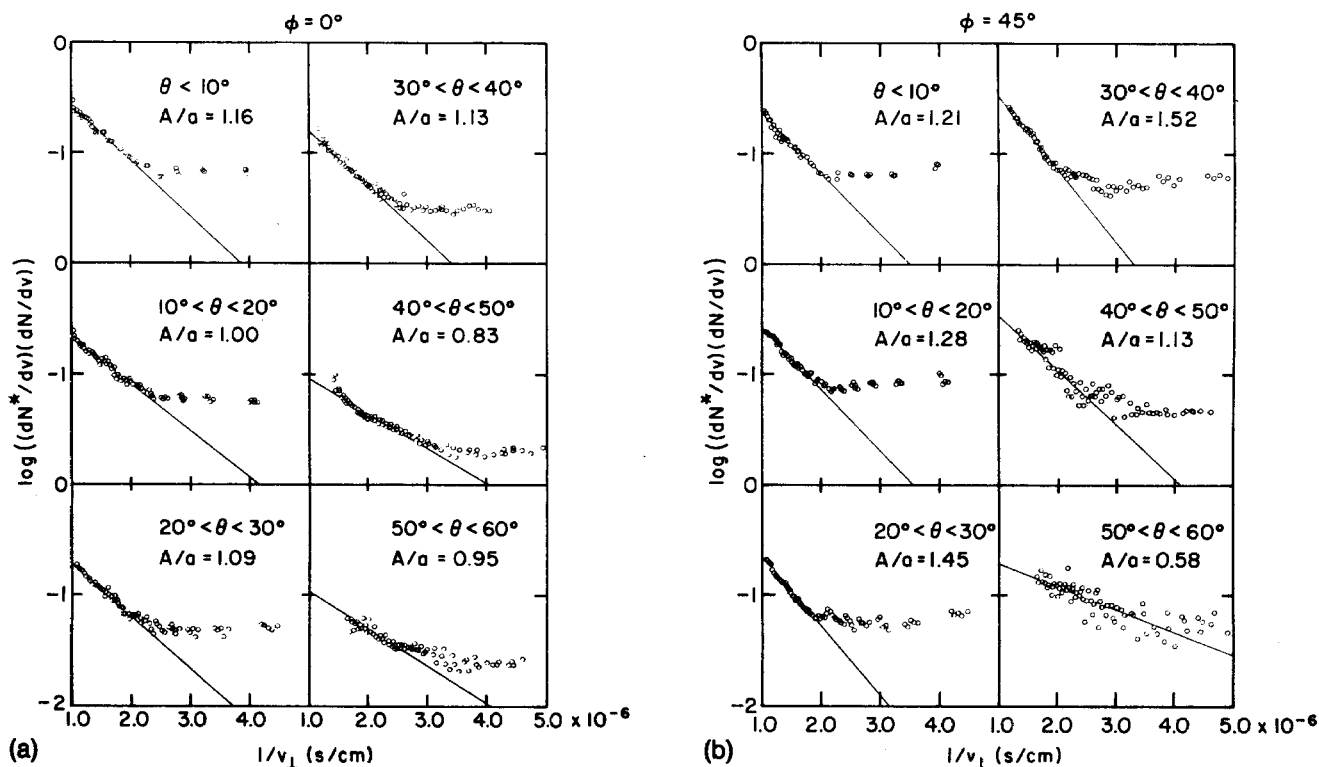 φ = 0°
0
θ < 10°
A/a = 1.16
30° < θ < 40°
A/a = 1.13
-1
0
10° < θ < 20°
A/a = 1.00
40° < θ < 50°
A/a = 0.83
-1
0
20° < θ < 30°
A/a = 1.09
50° < θ < 60°
A/a = 0.95
-1
-2
log((dN*/dv)(dN/dv))
1.0 2.0 3.0 4.0 1.0 2.0 3.0 4.0 5.0 x 10-6
(a)
1/v⊥ (s/cm)
φ = 45°
0
θ < 10°
A/a = 1.21
30° < θ < 40°
A/a = 1.52
-1
0
10° < θ < 20°
A/a = 1.28
40° < θ < 50°
A/a = 1.13
-1
0
20° < θ < 30°
A/a = 1.45
50° < θ < 60°
A/a = 0.58
-1
-2
log((dN*/dv)(dN/dv))
1.0 2.0 3.0 4.0 1.0 2.0 3.0 4.0 5.0 x 10-6
(b)
1/v⊥ (s/cm)